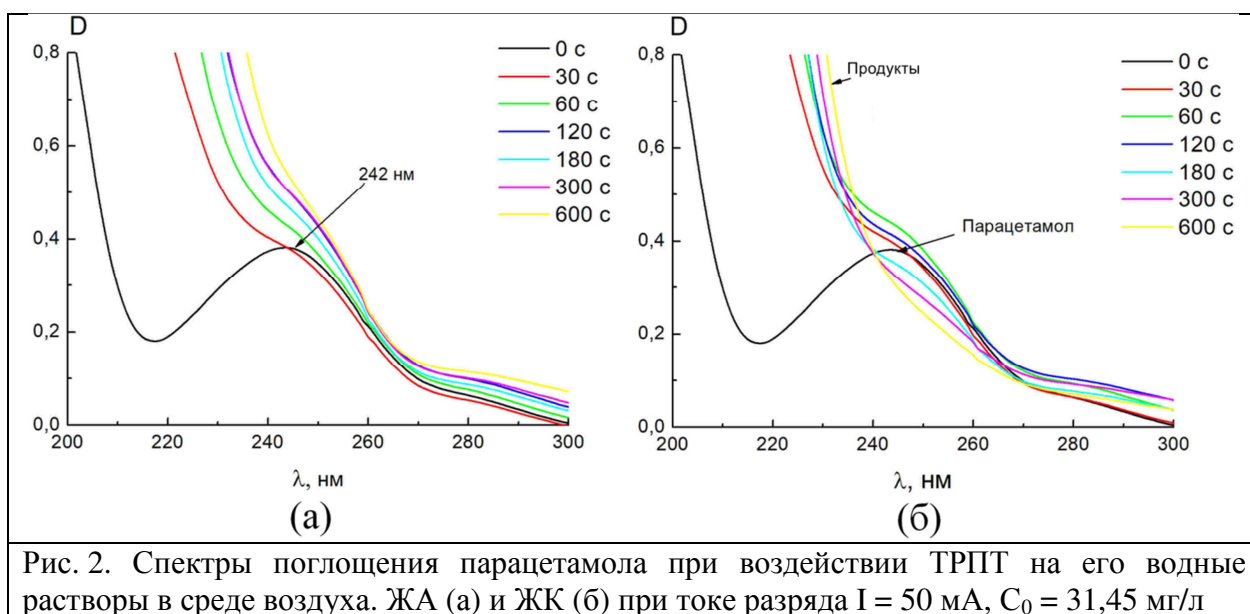 D
0,8
0,6
0,4
0,2
0,0
200
220
240
260
280
300
λ, нм
242 нм
0 с
30 с
60 с
120 с
180 с
300 с
600 с
(а)
D
0,8
0,6
0,4
0,2
0,0
200
220
240
260
280
300
λ, нм
Продукты
Парацетамол
0 с
30 с
60 с
120 с
180 с
300 с
600 с
(б)
Рис. 2. Спектры поглощения парацетамола при воздействии ТРПТ на его водные
растворы в среде воздуха. ЖА (а) и ЖК (б) при токе разряда I = 50 мА, C₀ = 31,45 мг/л